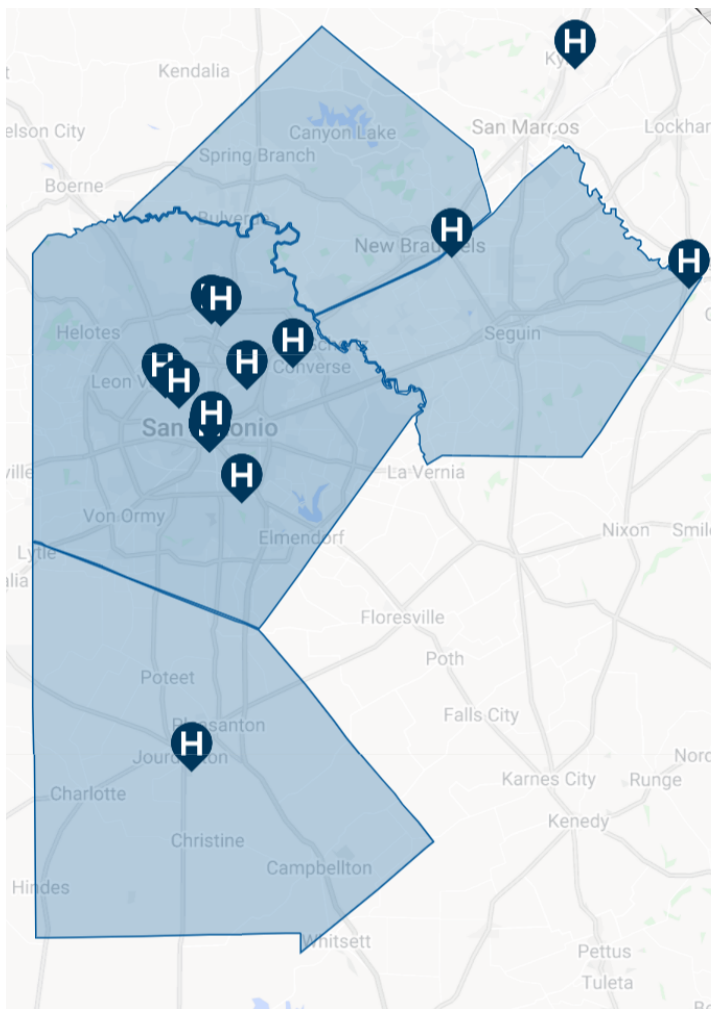 H
Kendalia
San Marcos
Lockha
elson City
Canyon Lake
Spring Branch
Boerne
H
New Braunfels
H
H
Helotes
Seguin
H
H
H
Leon V
H
Converse
H
San Antonio
ville
La Vernia
H
Von Ormy
Elmendorf
Nixon
Smile
Lytle
alia
Floresville
Poteet
Poth
Pleasanton
Falls City
H
Jourdanton
Nord
Charlotte
Karnes City
Runge
Kenedy
Christine
Campbellton
Hindes
Whitsett
Pettus
Tuleta